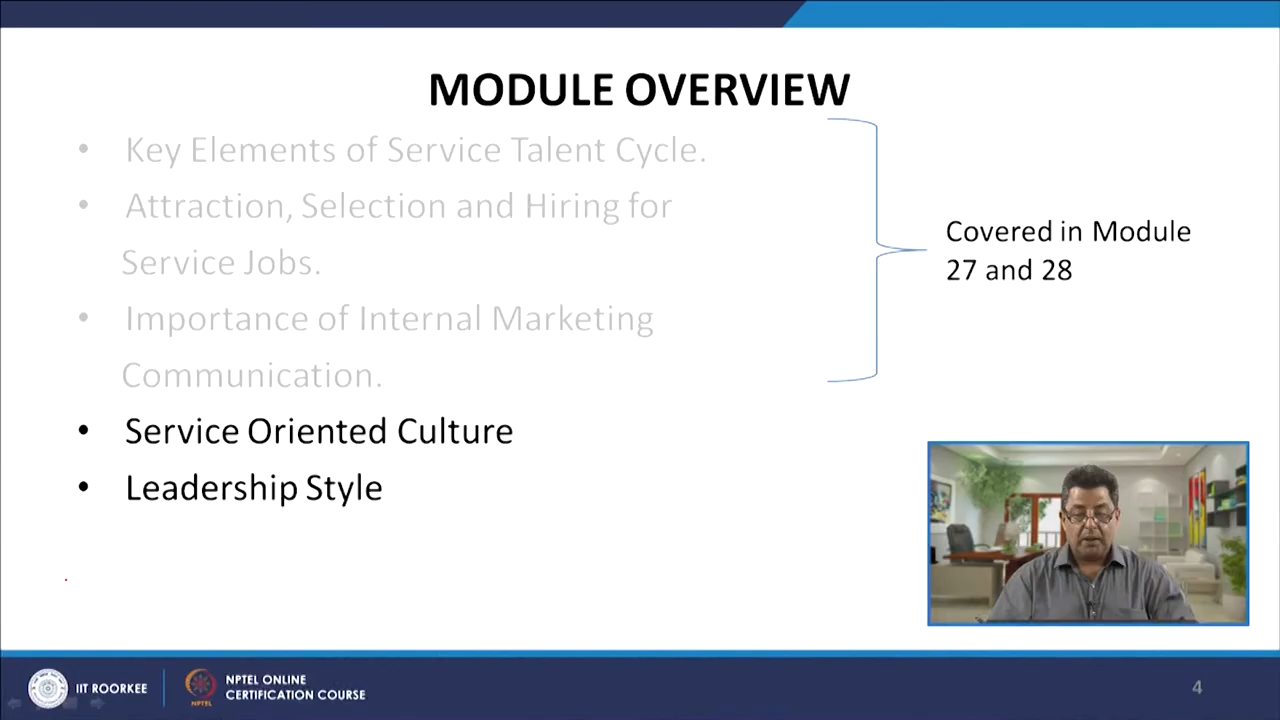 MODULE OVERVIEW
• Key Elements of Service Talent Cycle.
• Attraction, Selection and Hiring for
Service Jobs.
• Importance of Internal Marketing
Communication.
• Service Oriented Culture
• Leadership Style
Covered in Module
27 and 28
IIT ROORKEE
NPTEL
NPTEL ONLINE
CERTIFICATION COURSE
4